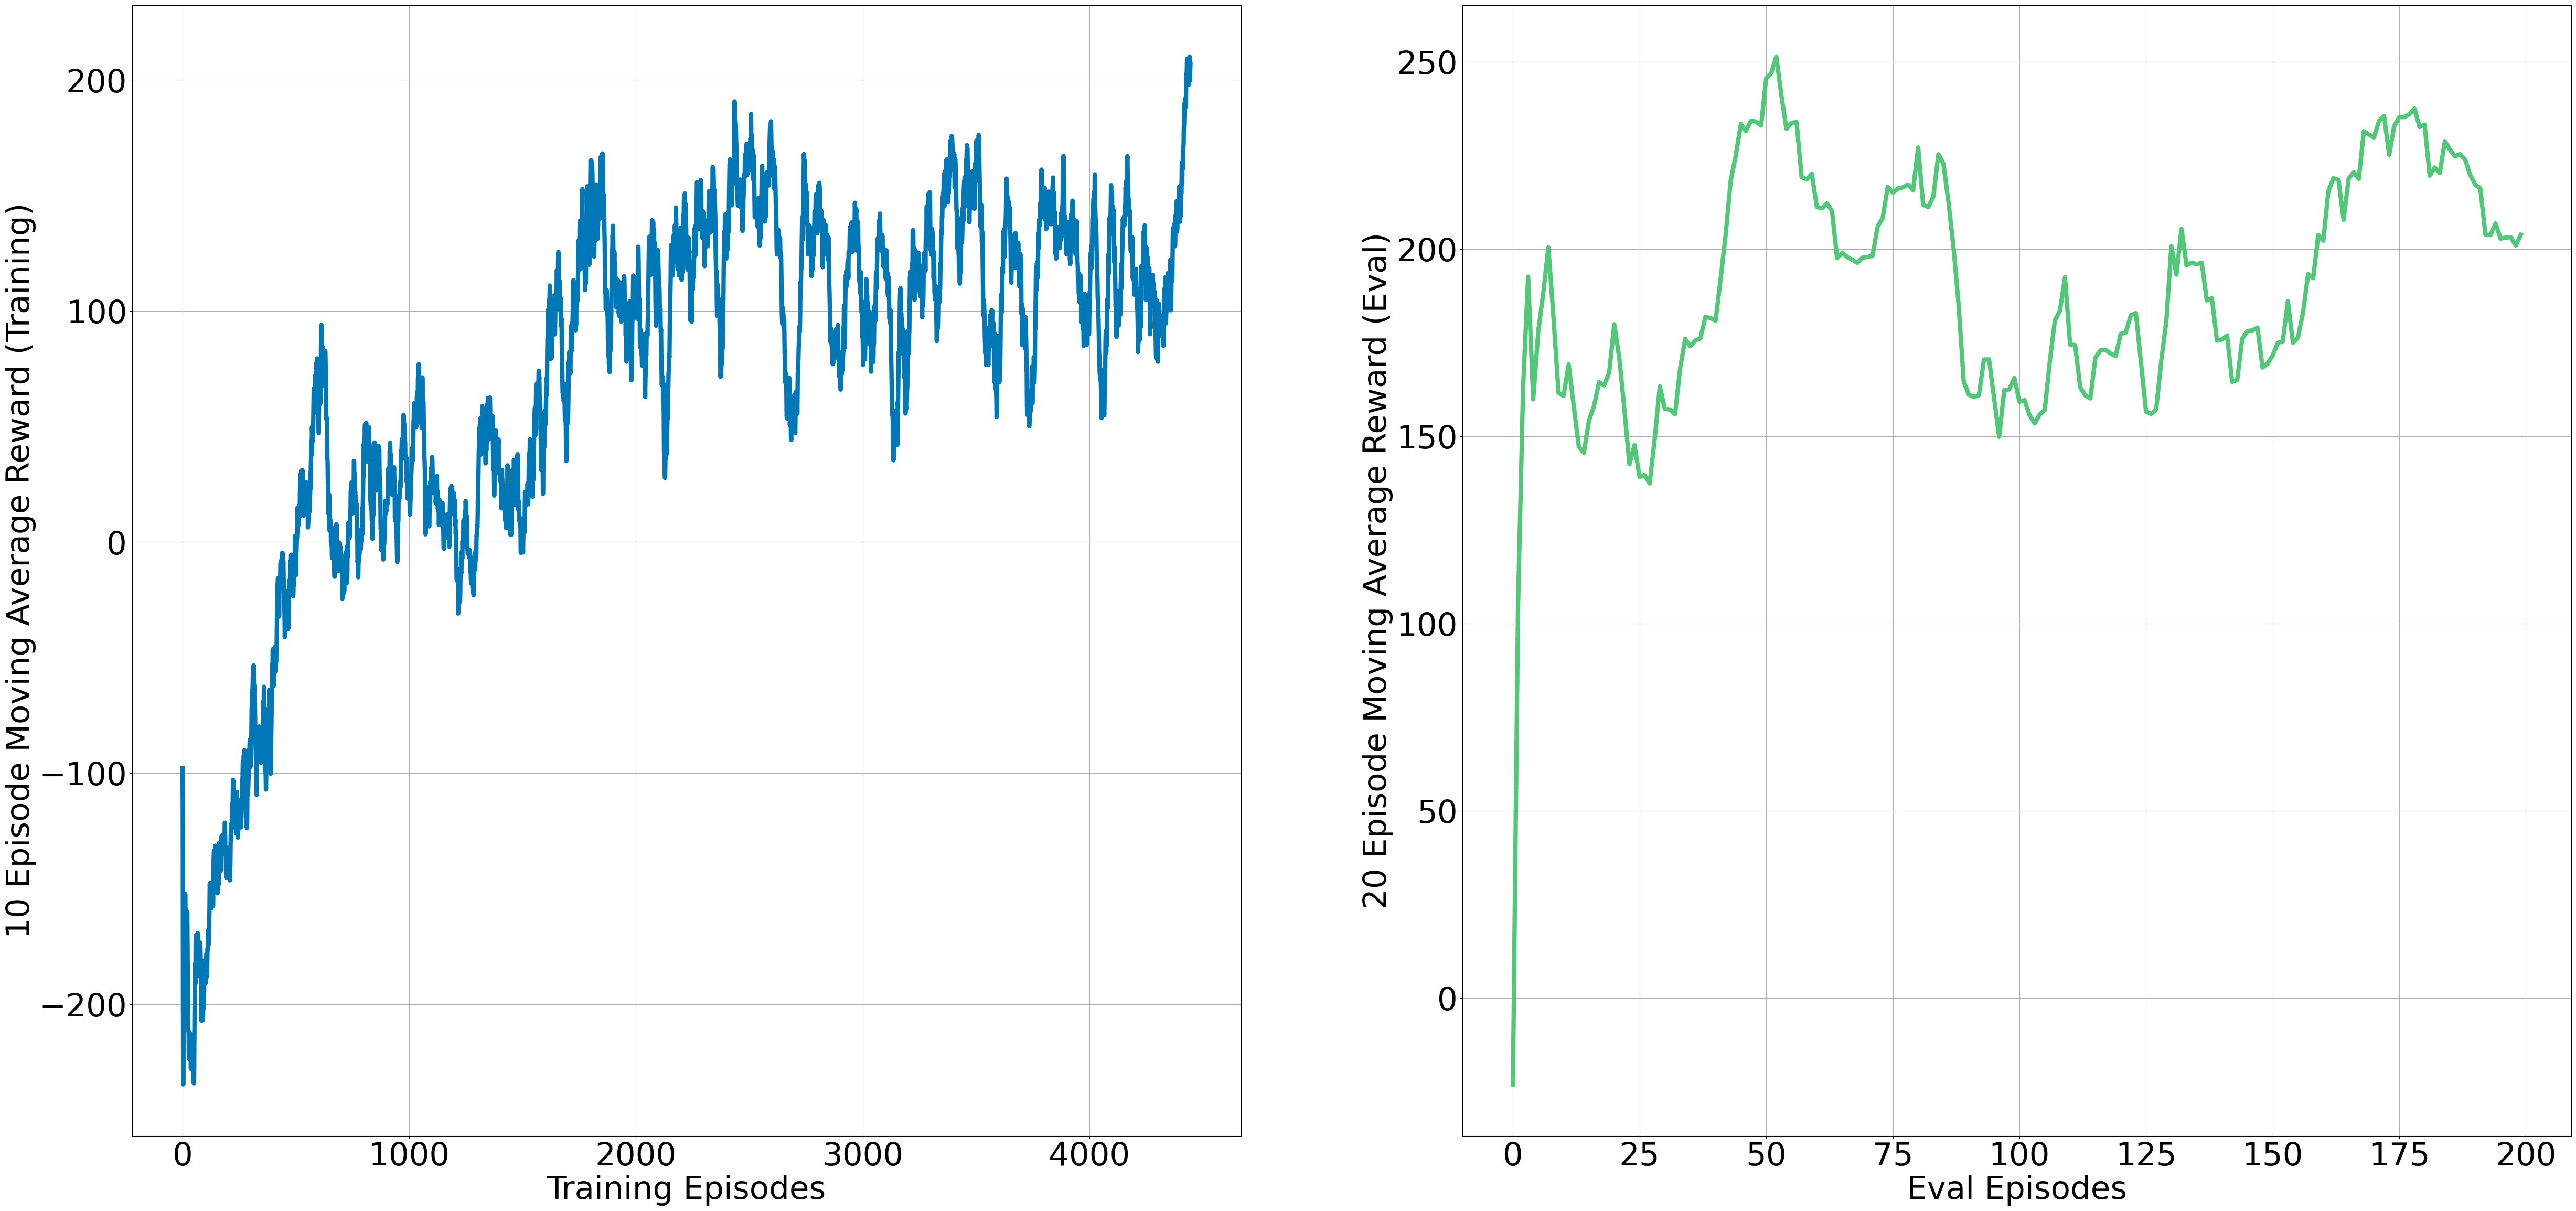 10 Episode Moving Average Reward (Training)
200
100
0
−100
−200
0 1000 2000 3000 4000
Training Episodes
20 Episode Moving Average Reward (Eval)
250
200
150
100
50
0
0 25 50 75 100 125 150 175 200
Eval Episodes